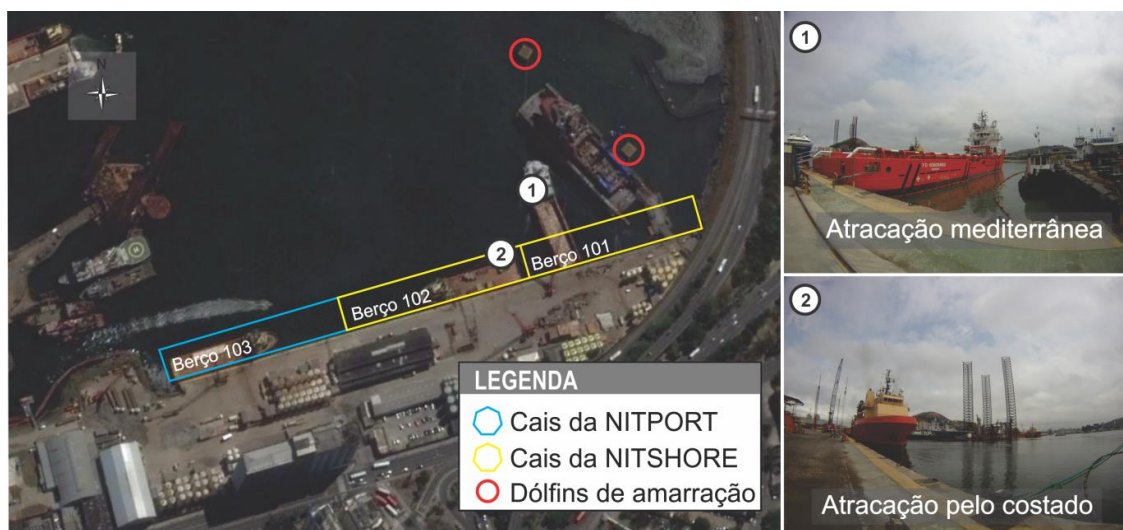 N
1
2
Berço 101
Berço 102
Berço 103
LEGENDA
Cais da NITPORT
Cais da NITSHORE
Dólfins de amarração
1
Atracação mediterrânea
2
Atracação pelo costado